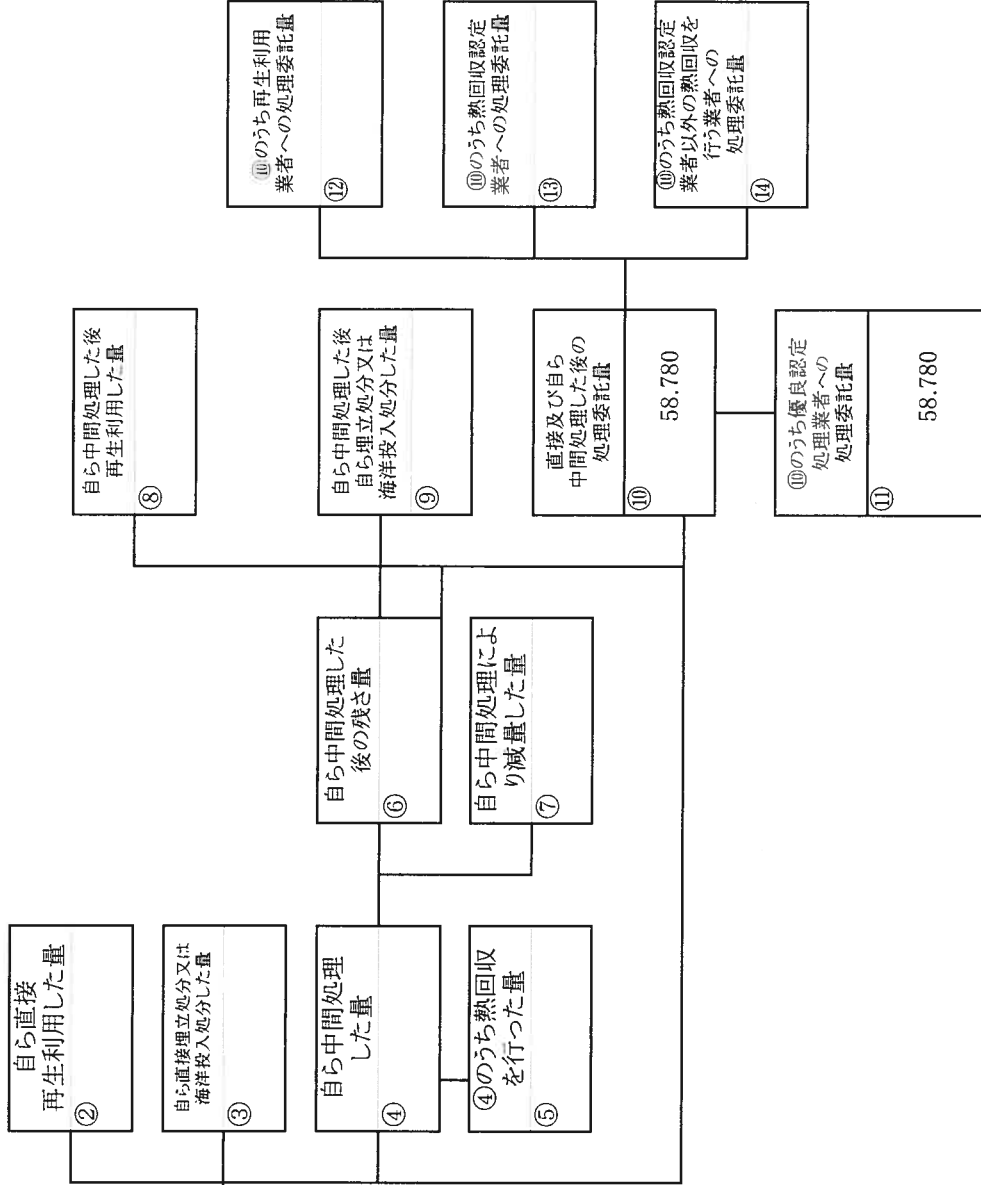 自ら直接
再生利用した量
②
自ら直接埋立処分又は
海洋投入処分した量
③
自ら中間処理
した量
④
④のうち熱回収
を行った量
⑤
自ら中間処理した
後の残さ量
⑥
自ら中間処理によ
り減量した量
⑦
自ら中間処理した後
再生利用した量
⑧
自ら中間処理した後
自ら埋立処分又は
海洋投入処分した量
⑨
直接及び自ら
中間処理した後の
処理委託量
⑩
58.780
⑩のうち優良認定
処理業者への
処理委託量
⑪
58.780
⑩のうち再生利用
業者への処理委託量
⑫
⑩のうち熱回収認定
業者への処理委託量
⑬
⑩のうち熱回収認定
業者以外の熱回収を
行う業者への
処理委託量
⑭